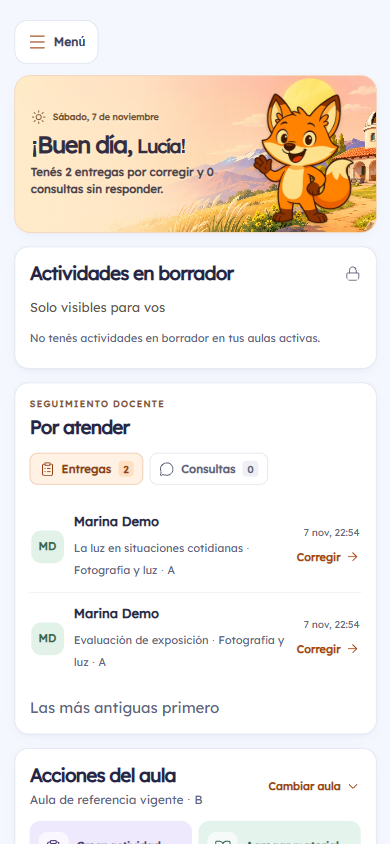 Menú
Sábado, 7 de noviembre
¡Buen día, Lucía!
Tenés 2 entregas por corregir y 0
consultas sin responder.
Actividades en borrador
Solo visibles para vos
No tenés actividades en borrador en tus aulas activas.
SEGUIMIENTO DOCENTE
Por atender
Entregas 2
Consultas 0
Marina Demo
7 nov, 22:54
MD
La luz en situaciones cotidianas ·
Fotografía y luz · A
Corregir
Marina Demo
7 nov, 22:54
MD
Evaluación de exposición · Fotografía y
luz · A
Corregir
Las más antiguas primero
Acciones del aula
Cambiar aula
Aula de referencia vigente · B